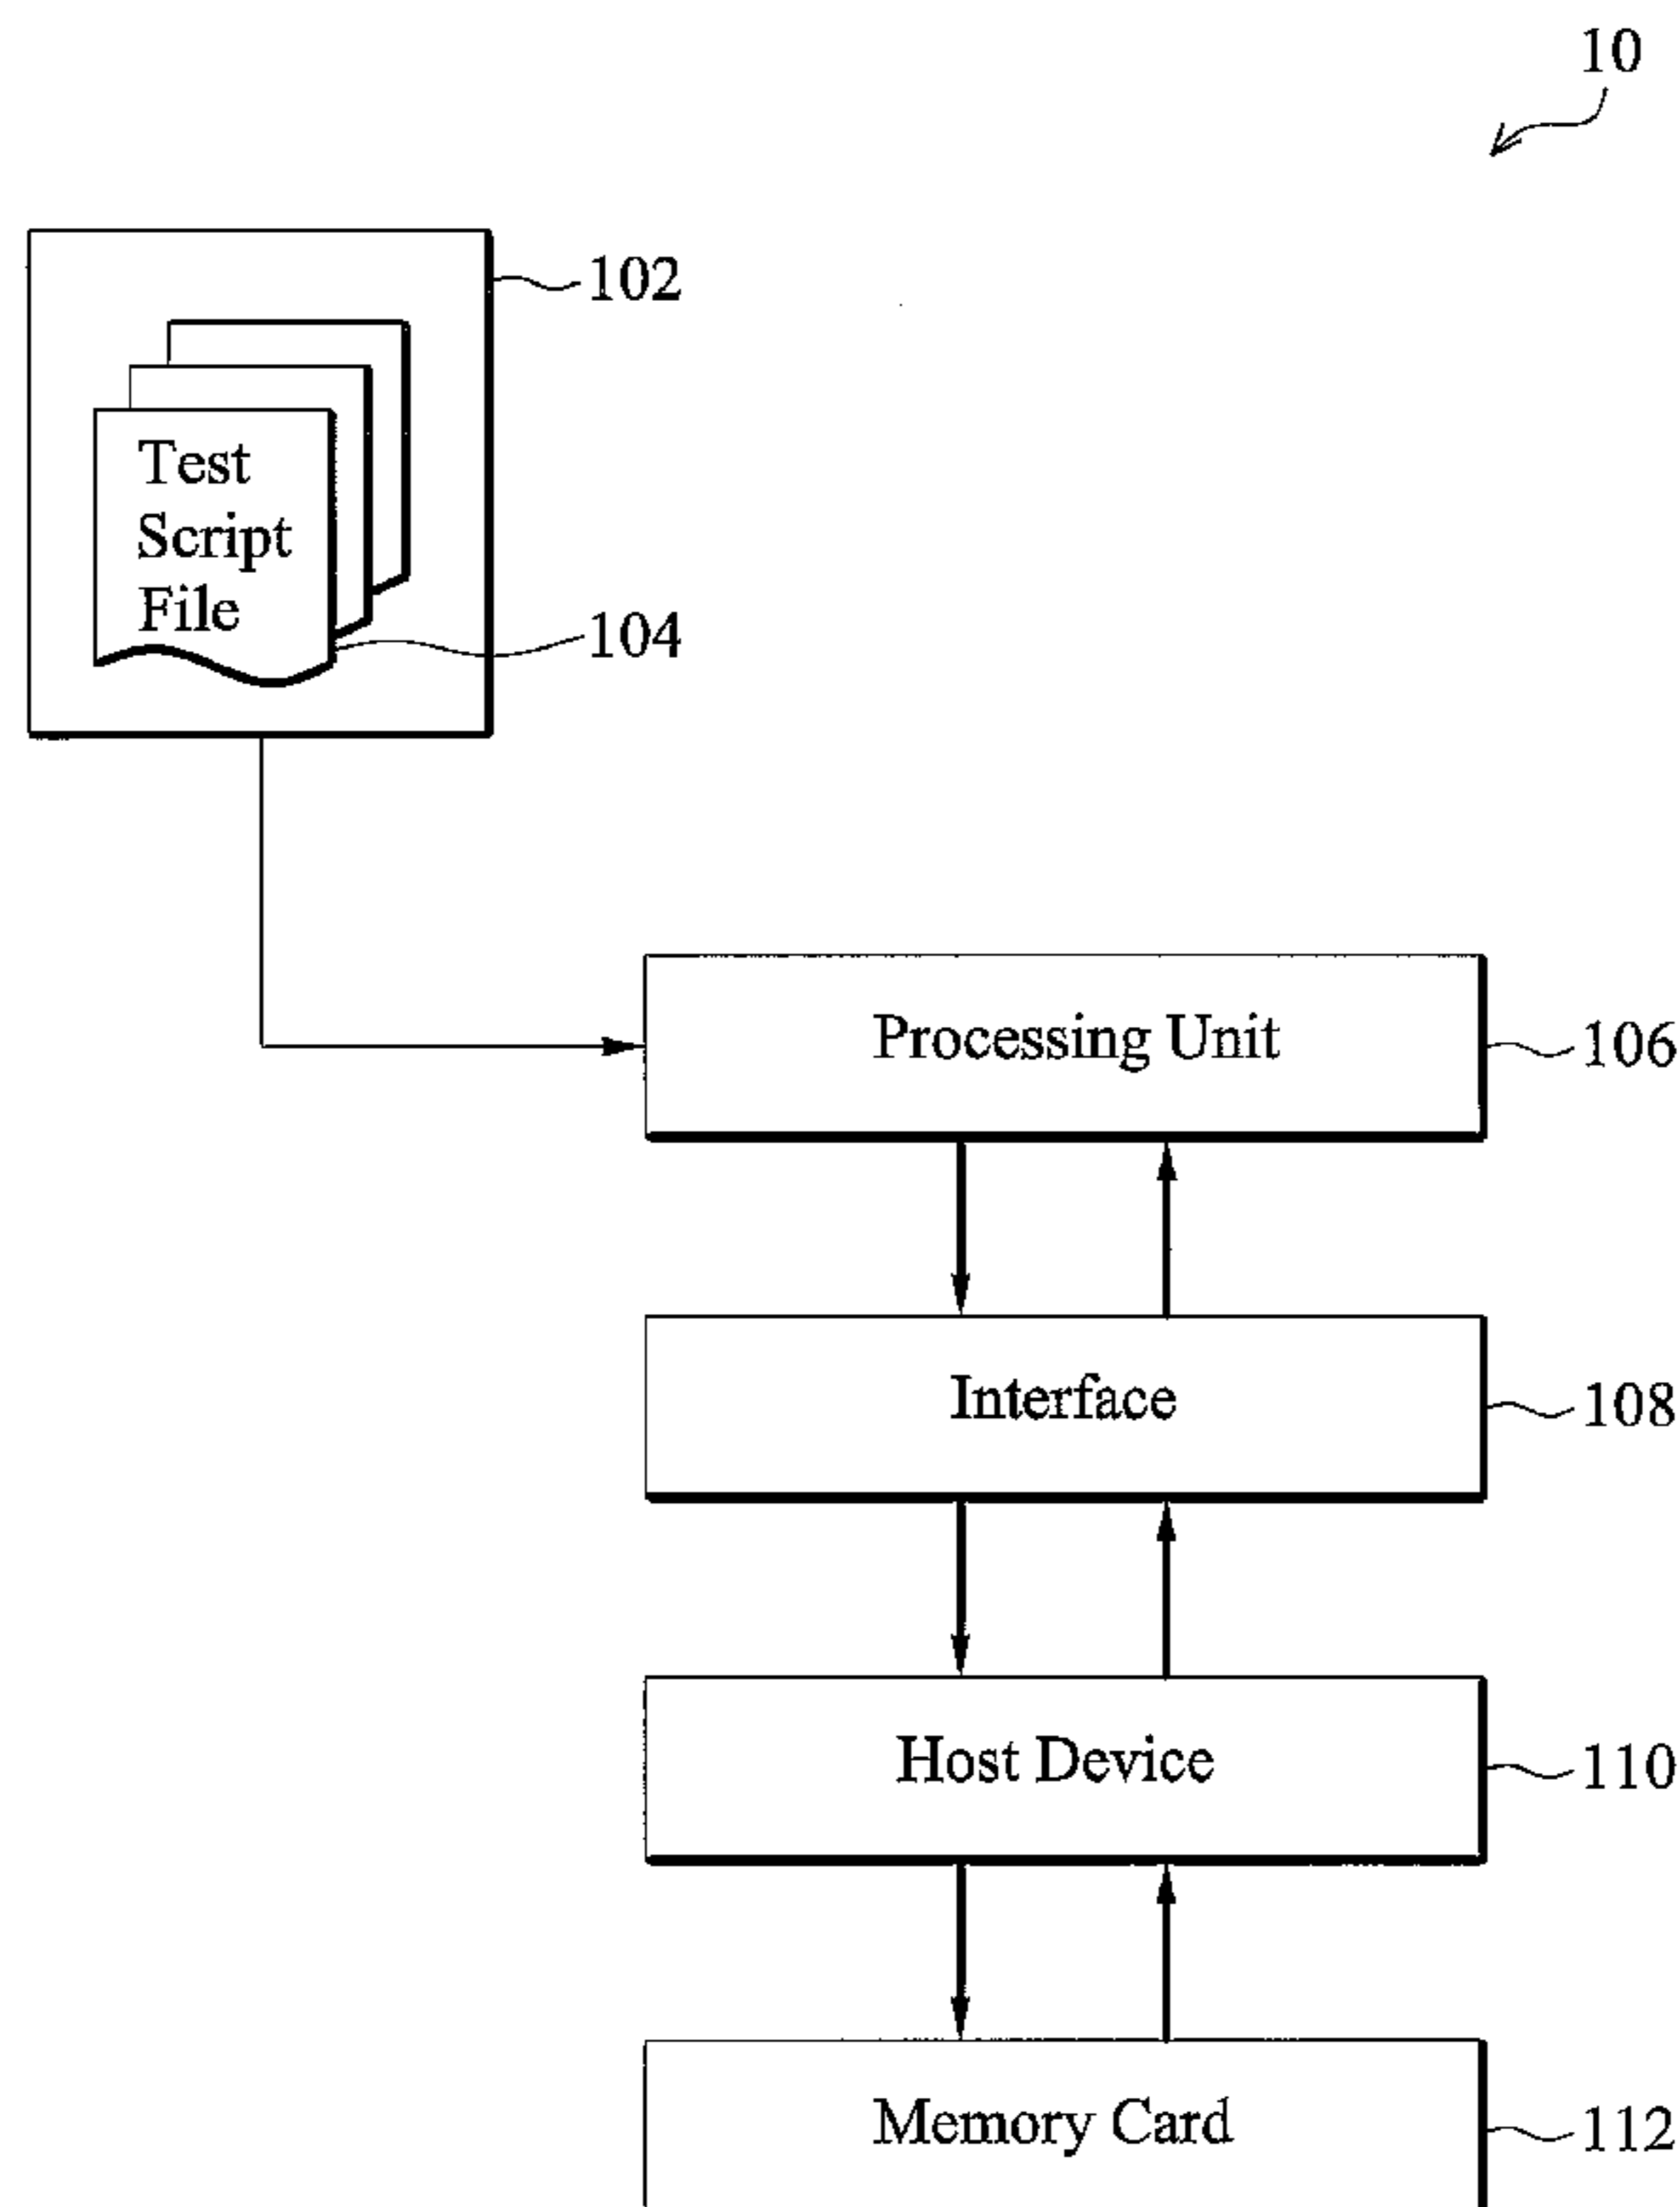 10
102
Test
Script
File
104
Processing Unit
106
Interface
108
Host Device
110
Memory Card
112